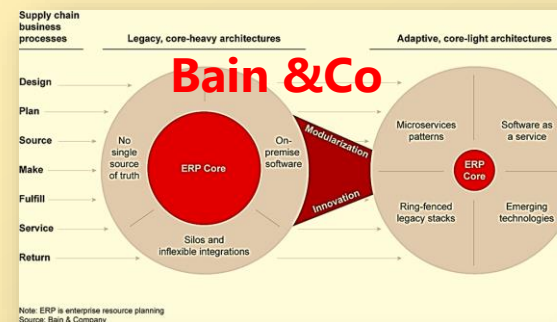 Supply chain
business
processes
Legacy, core-heavy architectures
Adaptive, core-light architectures
Bain &Co
Design
Plan
Source
Make
Fulfill
Service
Return
No
single
source
of truth
ERP Core
On-
premise
software
Silos and
inflexible integrations
Modularization
Innovation
Microservices
patterns
Software as
a service
ERP
Core
Ring-fenced
legacy stacks
Emerging
technologies
Note: ERP is enterprise resource planning
Source: Bain & Company